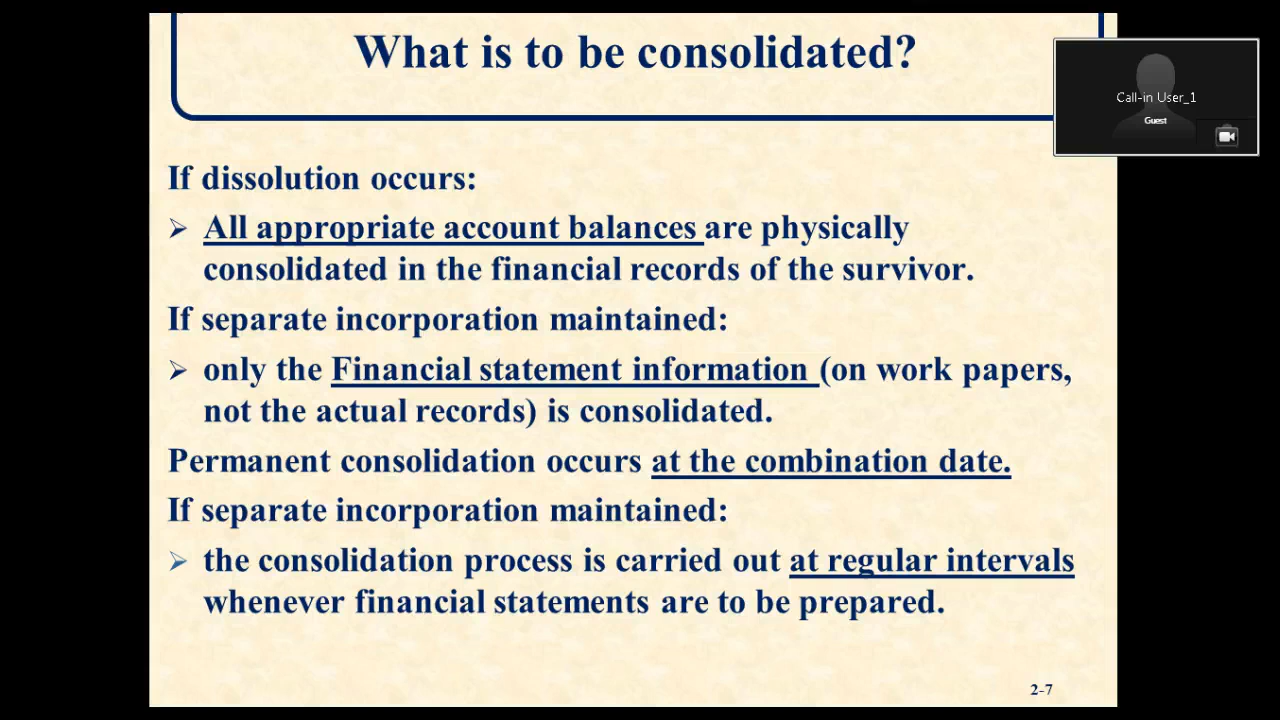 What is to be consolidated?
Call-in User_1
Guest
If dissolution occurs:
All appropriate account balances are physically
consolidated in the financial records of the survivor.
If separate incorporation maintained:
only the Financial statement information (on work papers,
not the actual records) is consolidated.
Permanent consolidation occurs at the combination date.
If separate incorporation maintained:
the consolidation process is carried out at regular intervals
whenever financial statements are to be prepared.
2-7